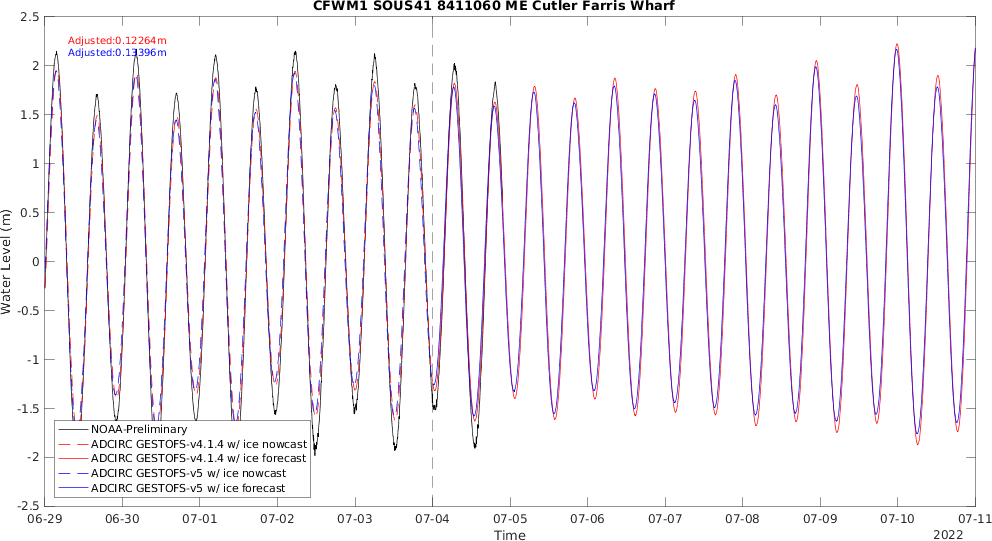 CFWM1 SOUS41 8411060 ME Cutler Farris Wharf
Adjusted:0.12264m
Adjusted:0.13396m
2.5
2
1.5
1
0.5
0
-0.5
-1
-1.5
-2
-2.5
Water Level (m)
NOAA-Preliminary
ADCIRC GESTOFS-v4.1.4 w/ ice nowcast
ADCIRC GESTOFS-v4.1.4 w/ ice forecast
ADCIRC GESTOFS-v5 w/ ice nowcast
ADCIRC GESTOFS-v5 w/ ice forecast
06-29 06-30 07-01 07-02 07-03 07-04 07-05 07-06 07-07 07-08 07-09 07-10 07-11
Time
2022